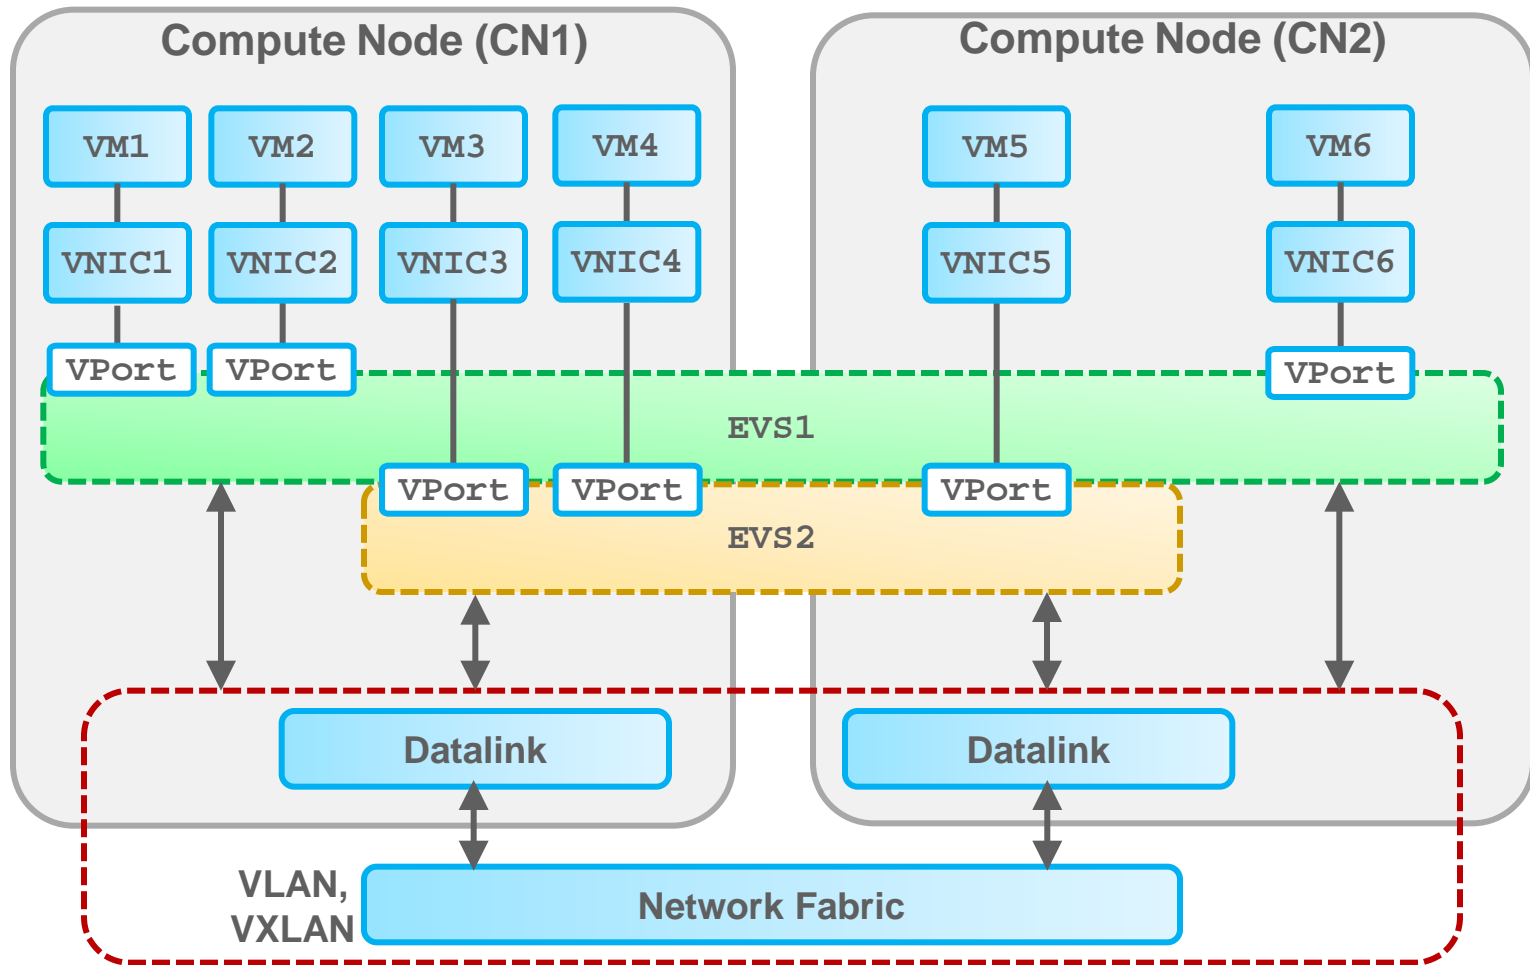 Compute Node (CN1)
Compute Node (CN2)
VM1
VM2
VM3
VM4
VM5
VM6
VNIC1
VNIC2
VNIC3
VNIC4
VNIC5
VNIC6
VPort
VPort
VPort
EVS1
VPort
VPort
VPort
EVS2
Datalink
Datalink
VLAN,
VXLAN
Network Fabric